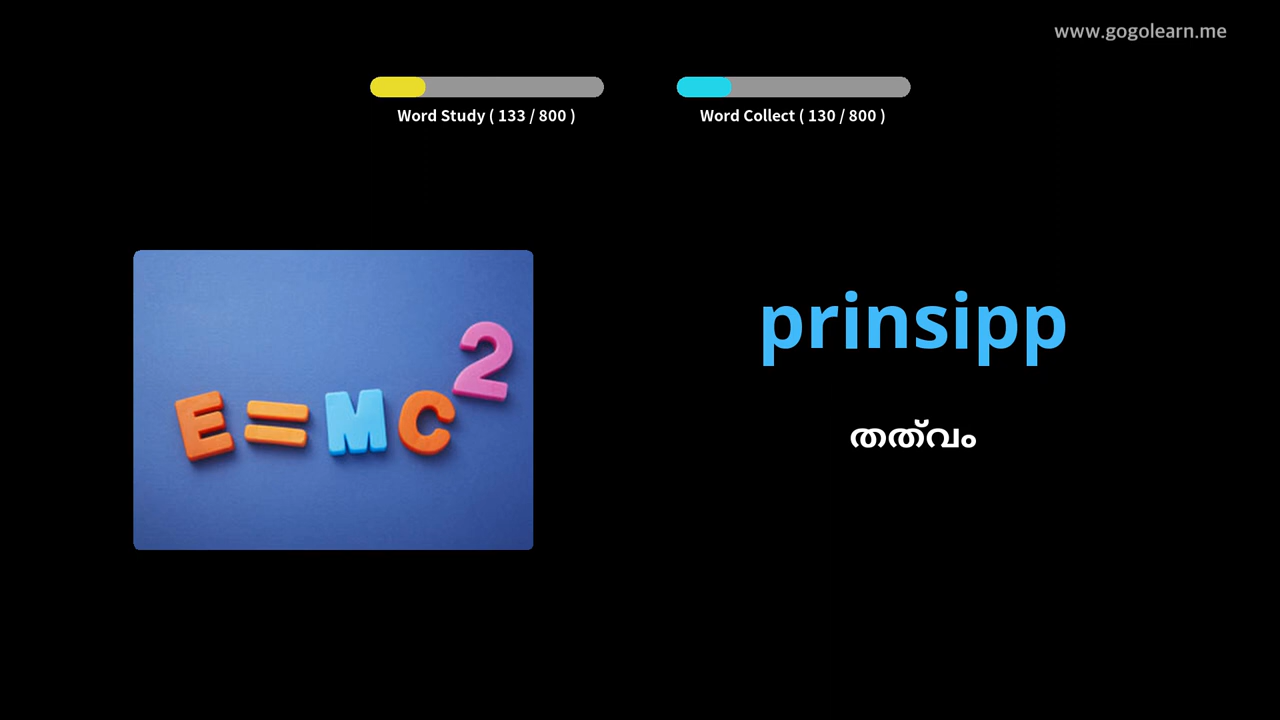 www.gogolearn.me
Word Study ( 133 / 800 )
Word Collect ( 130 / 800 )
E=MC2
prinsipp
തത്വം